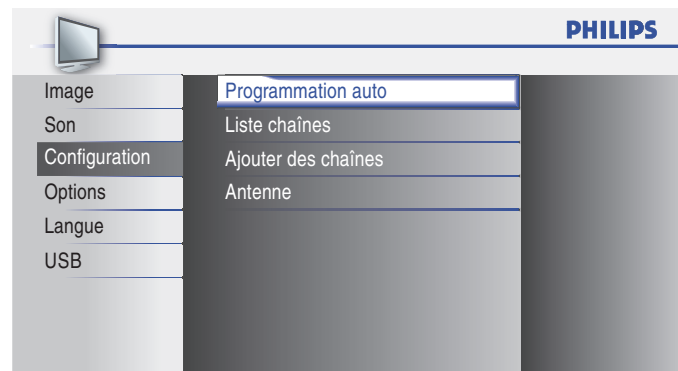 PHILIPS
Image
Son
Configuration
Options
Langue
USB
Programmation auto
Liste chaînes
Ajouter des chaînes
Antenne